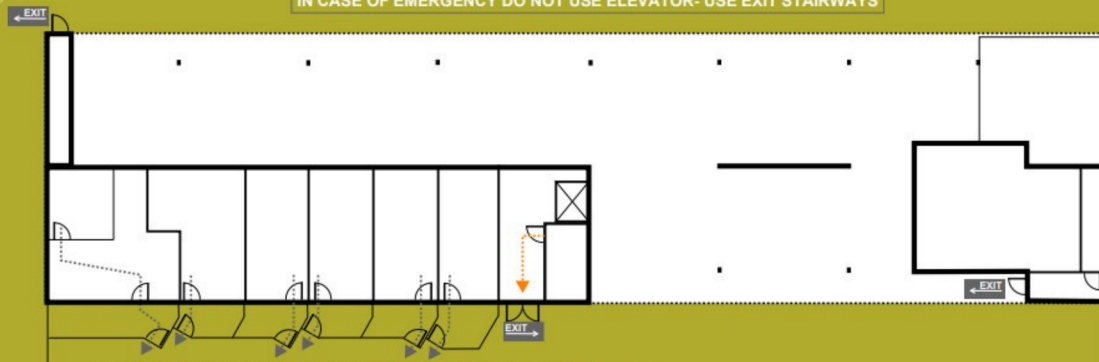 IN CASE OF EMERGENCY DO NOT USE ELEVATOR- USE EXIT STAIRWAYS
EXIT
EXIT
EXIT